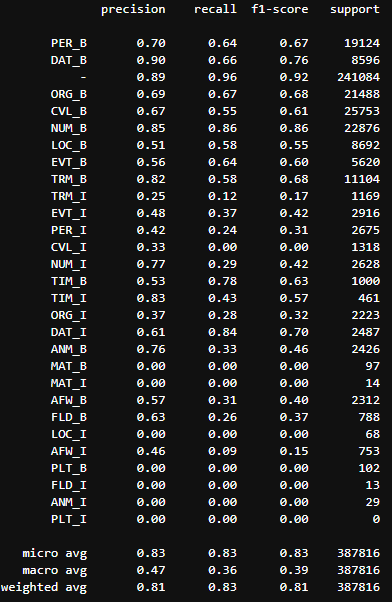 precision recall f1-score support
PER_B 0.70 0.64 0.67 19124
DAT_B 0.90 0.66 0.76 8596
- 0.89 0.96 0.92 241084
ORG_B 0.69 0.67 0.68 21488
CVL_B 0.67 0.55 0.61 25753
NUM_B 0.85 0.86 0.86 22876
LOC_B 0.51 0.58 0.55 8692
EVT_B 0.56 0.64 0.60 5620
TRM_B 0.82 0.58 0.68 11104
TRM_I 0.25 0.12 0.17 1169
EVT_I 0.48 0.37 0.42 2916
PER_I 0.42 0.24 0.31 2675
CVL_I 0.33 0.00 0.00 1318
NUM_I 0.77 0.29 0.42 2628
TIM_B 0.53 0.78 0.63 1000
TIM_I 0.83 0.43 0.57 461
ORG_I 0.37 0.28 0.32 2223
DAT_I 0.61 0.84 0.70 2487
ANM_B 0.76 0.33 0.46 2426
MAT_B 0.00 0.00 0.00 97
MAT_I 0.00 0.00 0.00 14
AFW_B 0.57 0.31 0.40 2312
FLD_B 0.63 0.26 0.37 788
LOC_I 0.00 0.00 0.00 68
AFW_I 0.46 0.09 0.15 753
PLT_B 0.00 0.00 0.00 102
FLD_I 0.00 0.00 0.00 13
ANM_I 0.00 0.00 0.00 29
PLT_I 0.00 0.00 0.00 0
micro avg 0.83 0.83 0.83 387816
macro avg 0.47 0.36 0.39 387816
weighted avg 0.81 0.83 0.81 387816